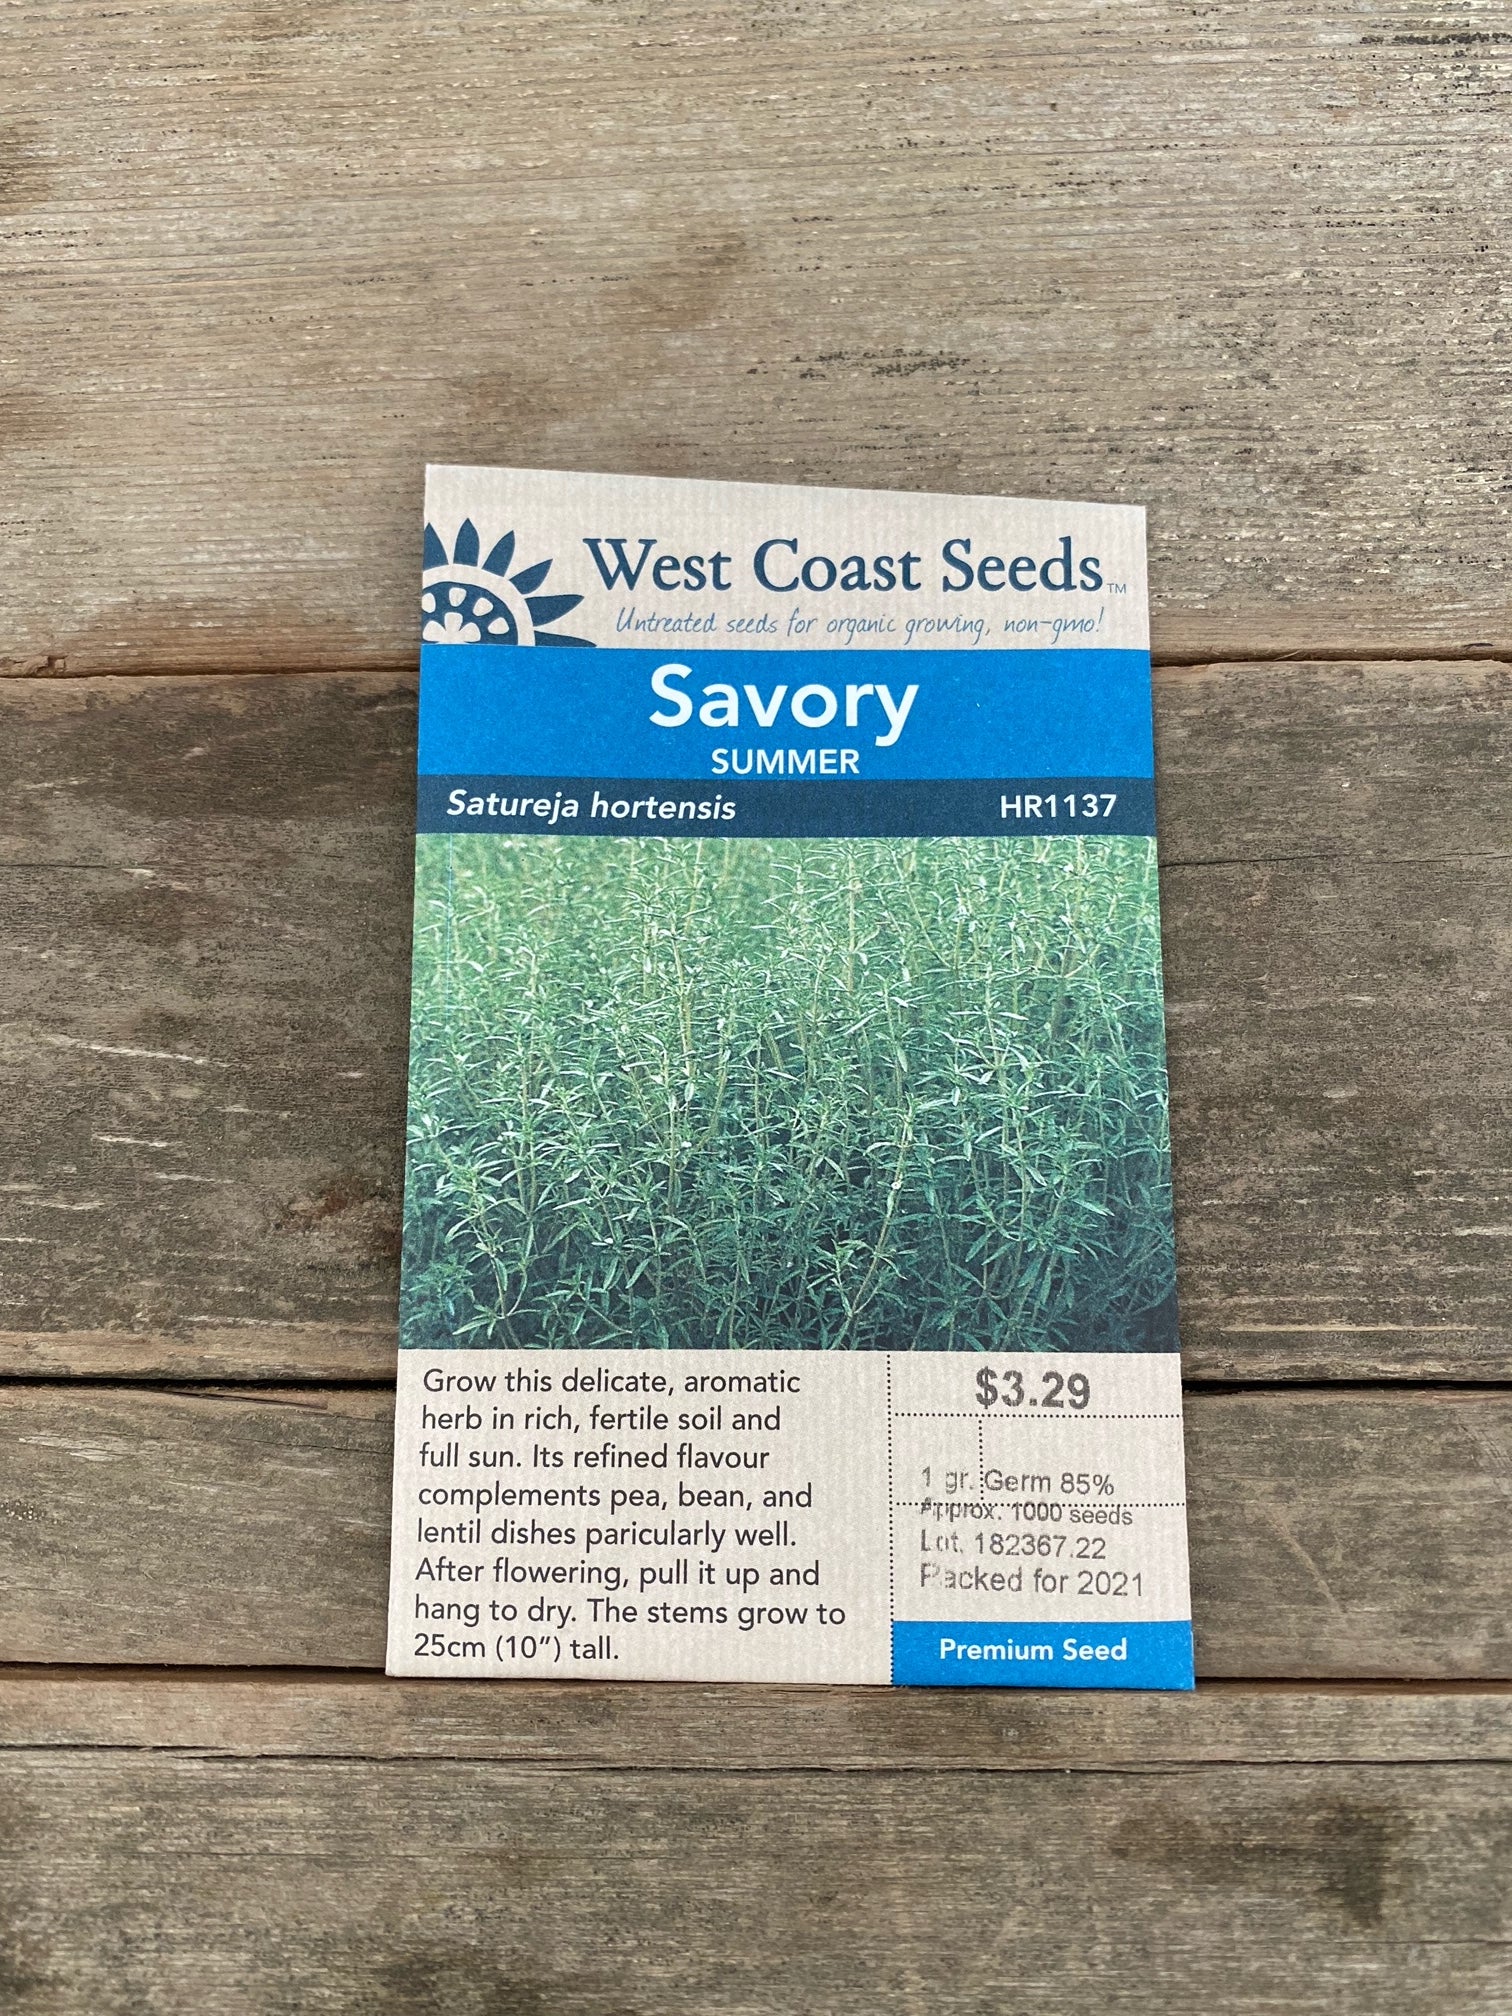 West Coast Seeds™
Untreated seeds for organic growing, non-gmo!
Savory
SUMMER
Satureja hortensis HR1137
Grow this delicate, aromatic
herb in rich, fertile soil and
full sun. Its refined flavour
complements pea, bean, and
lentil dishes paricularly well.
After flowering, pull it up and
hang to dry. The stems grow to
25cm (10") tall.
$3.29
1 gr. Germ 85%
Approx. 1000 seeds
Lot. 182367.22
Packed for 2021
Premium Seed